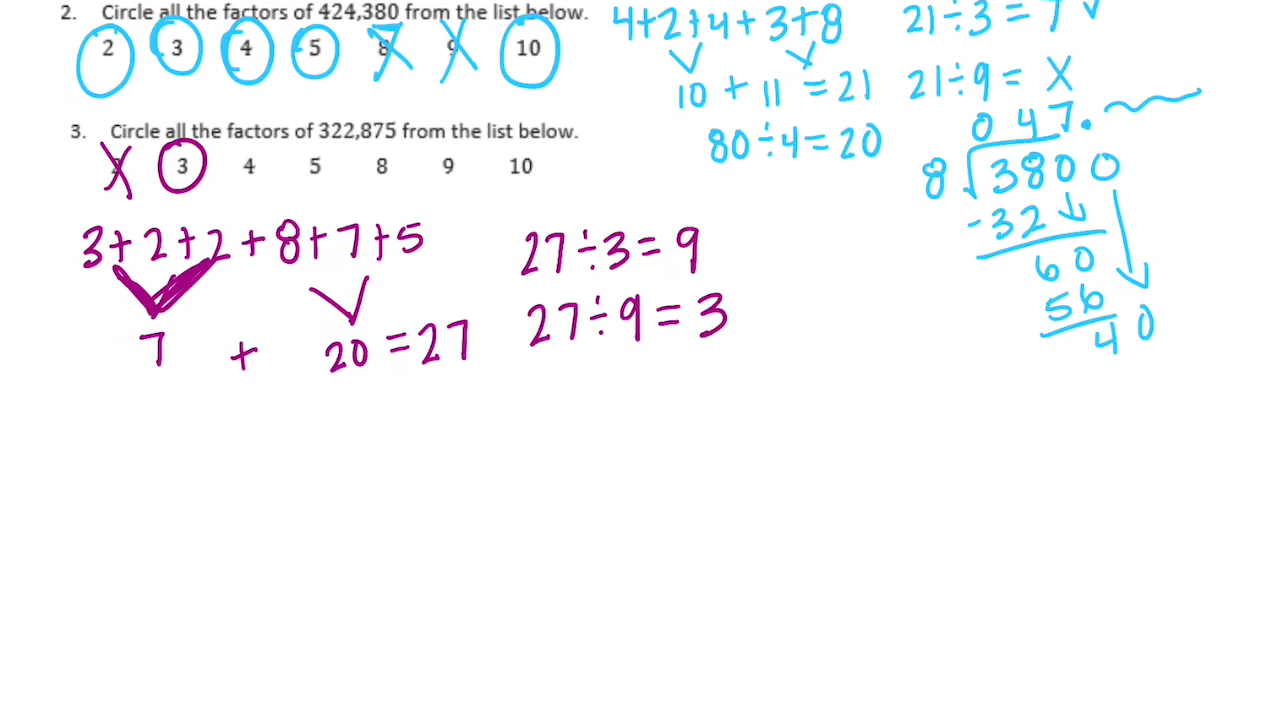 2. Circle all the factors of 424,380 from the list below.
2 3 4 5 8 9 10
4+2+4+3+8
21÷3=7 ✓
10 + 11 = 21
21÷9= X
80÷4=20
047.
8 3800
-32
60
56
40
3. Circle all the factors of 322,875 from the list below.
2 3 4 5 8 9 10
3+2+2+8+7+5
7 + 20 = 27
27÷3=9
27÷9=3